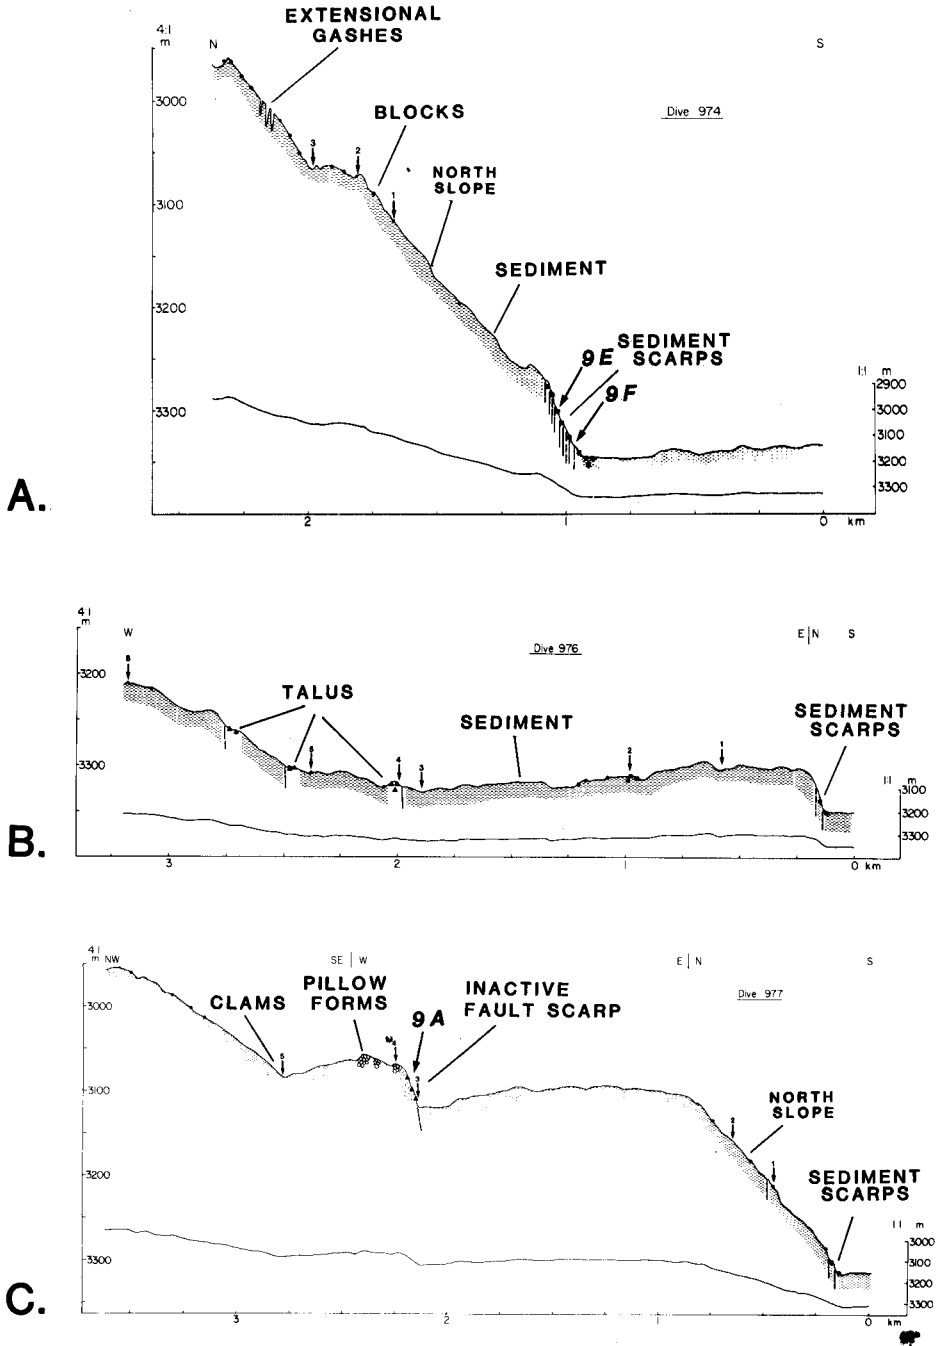 EXTENSIONAL
GASHES
4:1
m
N
S
3000
Dive 974
BLOCKS
3
2
NORTH
SLOPE
1
3100
SEDIMENT
3200
SEDIMENT
SCARPS
9E
9F
1:1 m
2900
3000
3100
3200
3300
3300
A.
2
1
0 km
4:1
m
W
Dive 976
E N
S
6
3200
TALUS
SEDIMENT
SEDIMENT
SCARPS
5
4
3
2
1
3300
1:1 m
3100
3200
3300
B.
3
2
1
0 km
4:1
m
NW
SE W
E N
S
Dive 977
3000
CLAMS
PILLOW
FORMS
9A
INACTIVE
FAULT SCARP
5
3
3100
NORTH
SLOPE
2
1
3200
SEDIMENT
SCARPS
1:1 m
3000
3100
3200
3300
3300
C.
3
2
1
0
km